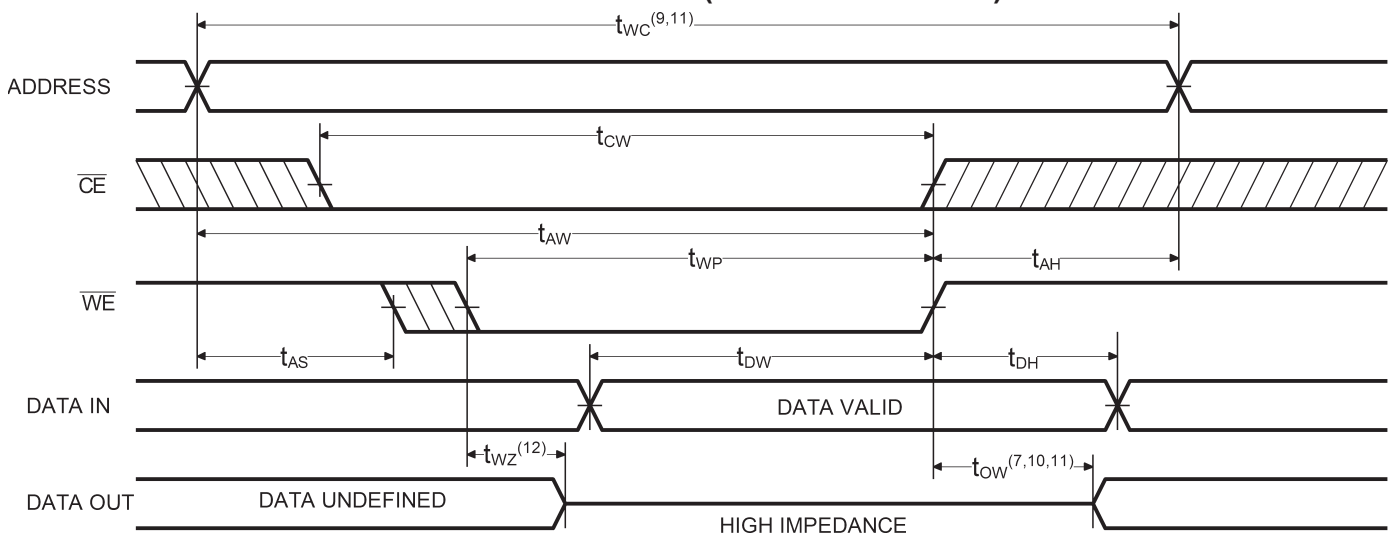 tWC(9,11)
ADDRESS
tCW
CE
tAW
tWP
tAH
WE
tAS
tDW
tDH
DATA IN
DATA VALID
tWZ(12)
tOW(7,10,11)
DATA OUT
DATA UNDEFINED
HIGH IMPEDANCE